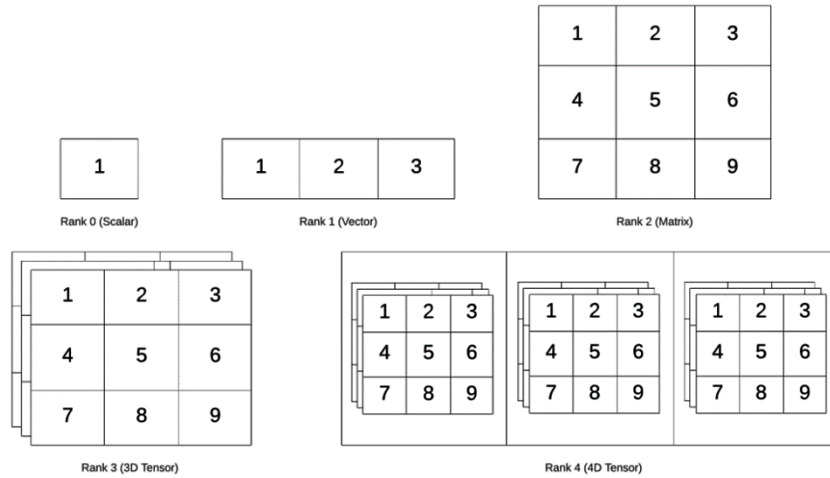 1
Rank 0 (Scalar)
1 2 3
Rank 1 (Vector)
1 2 3
4 5 6
7 8 9
Rank 2 (Matrix)
1 2 3
4 5 6
7 8 9
Rank 3 (3D Tensor)
1 2 3 1 2 3 1 2 3
4 5 6 4 5 6 4 5 6
7 8 9 7 8 9 7 8 9
Rank 4 (4D Tensor)